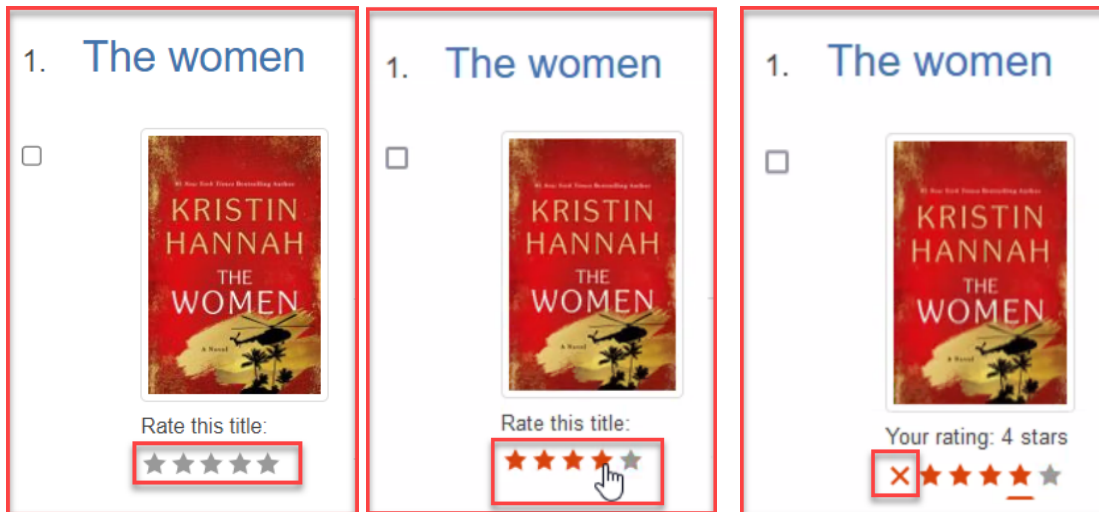 1. The women
#1 New York Times Bestselling Author
KRISTIN
HANNAH
THE
WOMEN
A Novel
Rate this title:
1. The women
#1 New York Times Bestselling Author
KRISTIN
HANNAH
THE
WOMEN
A Novel
Rate this title:
1. The women
#1 New York Times Bestselling Author
KRISTIN
HANNAH
THE
WOMEN
A Novel
Your rating: 4 stars